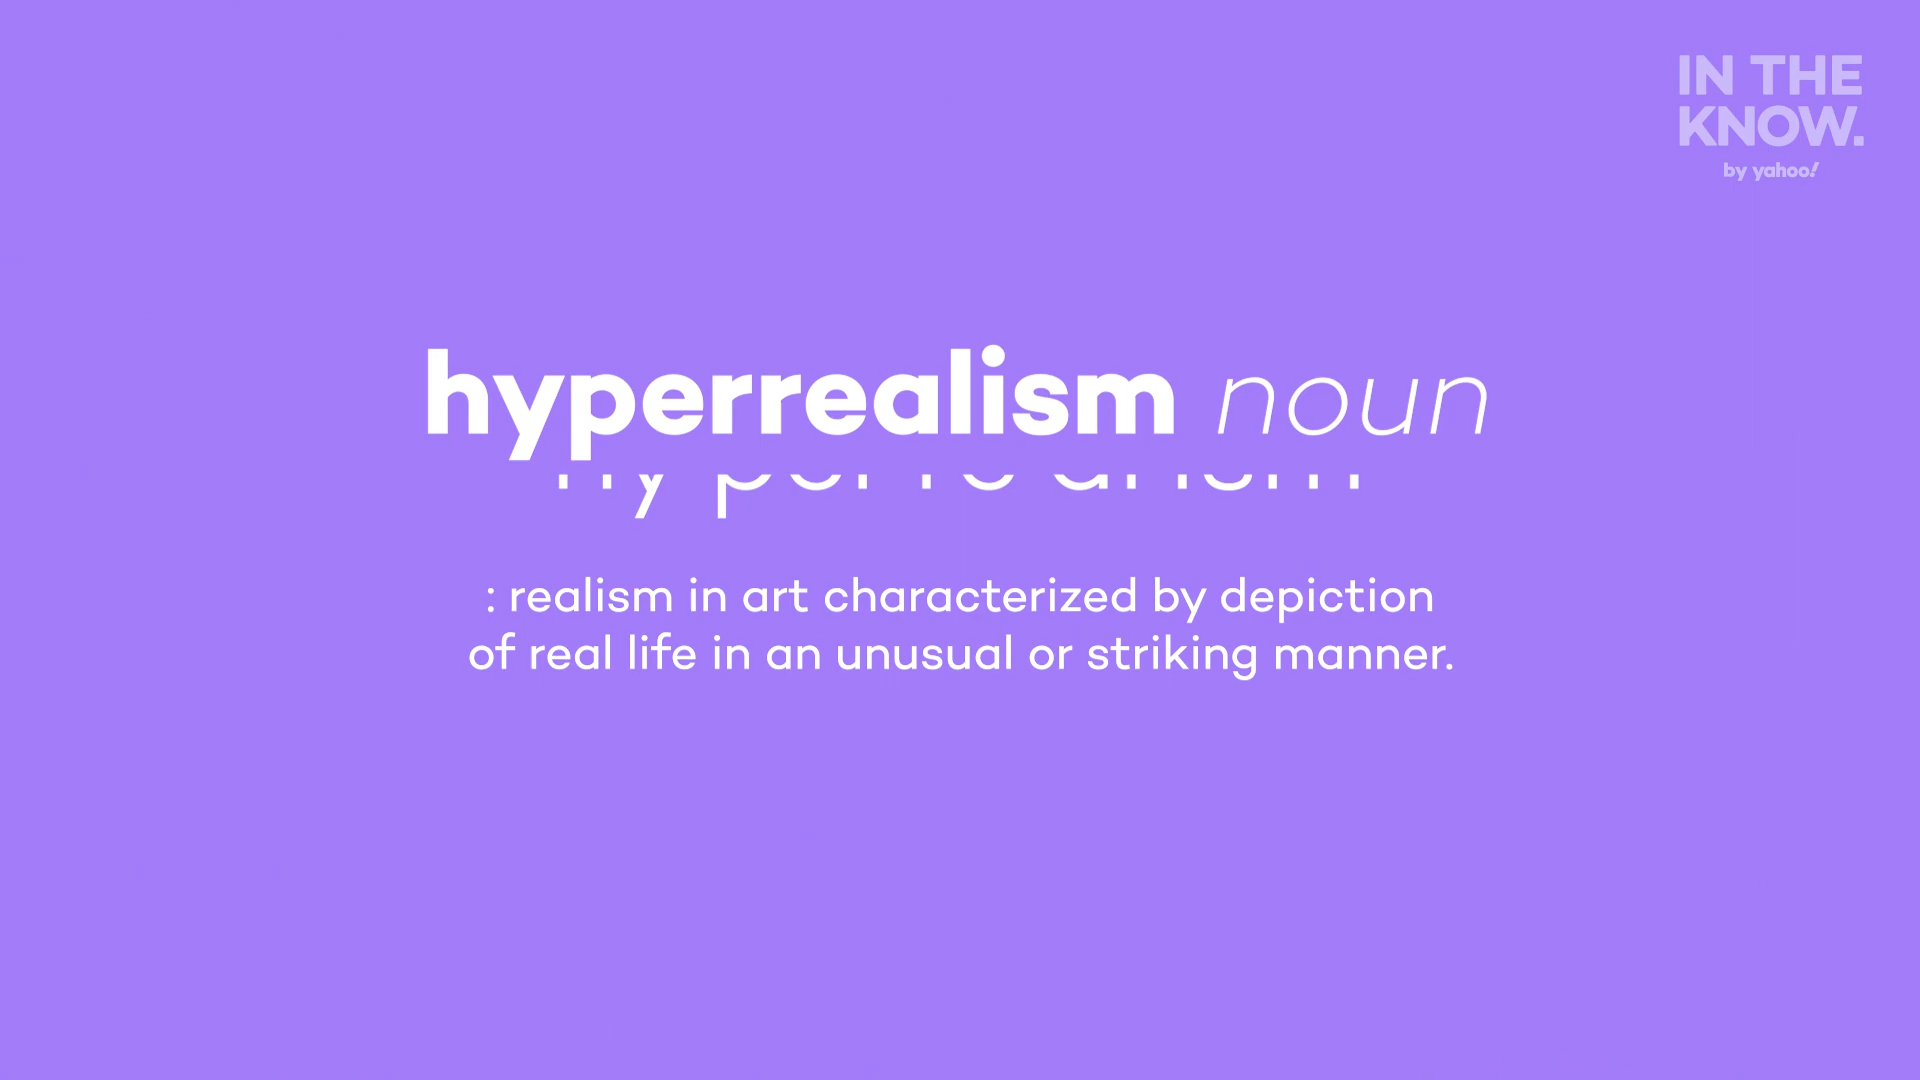 IN THE
KNOW.
by yahoo!
hyperrealism noun
: realism in art characterized by depiction
of real life in an unusual or striking manner.